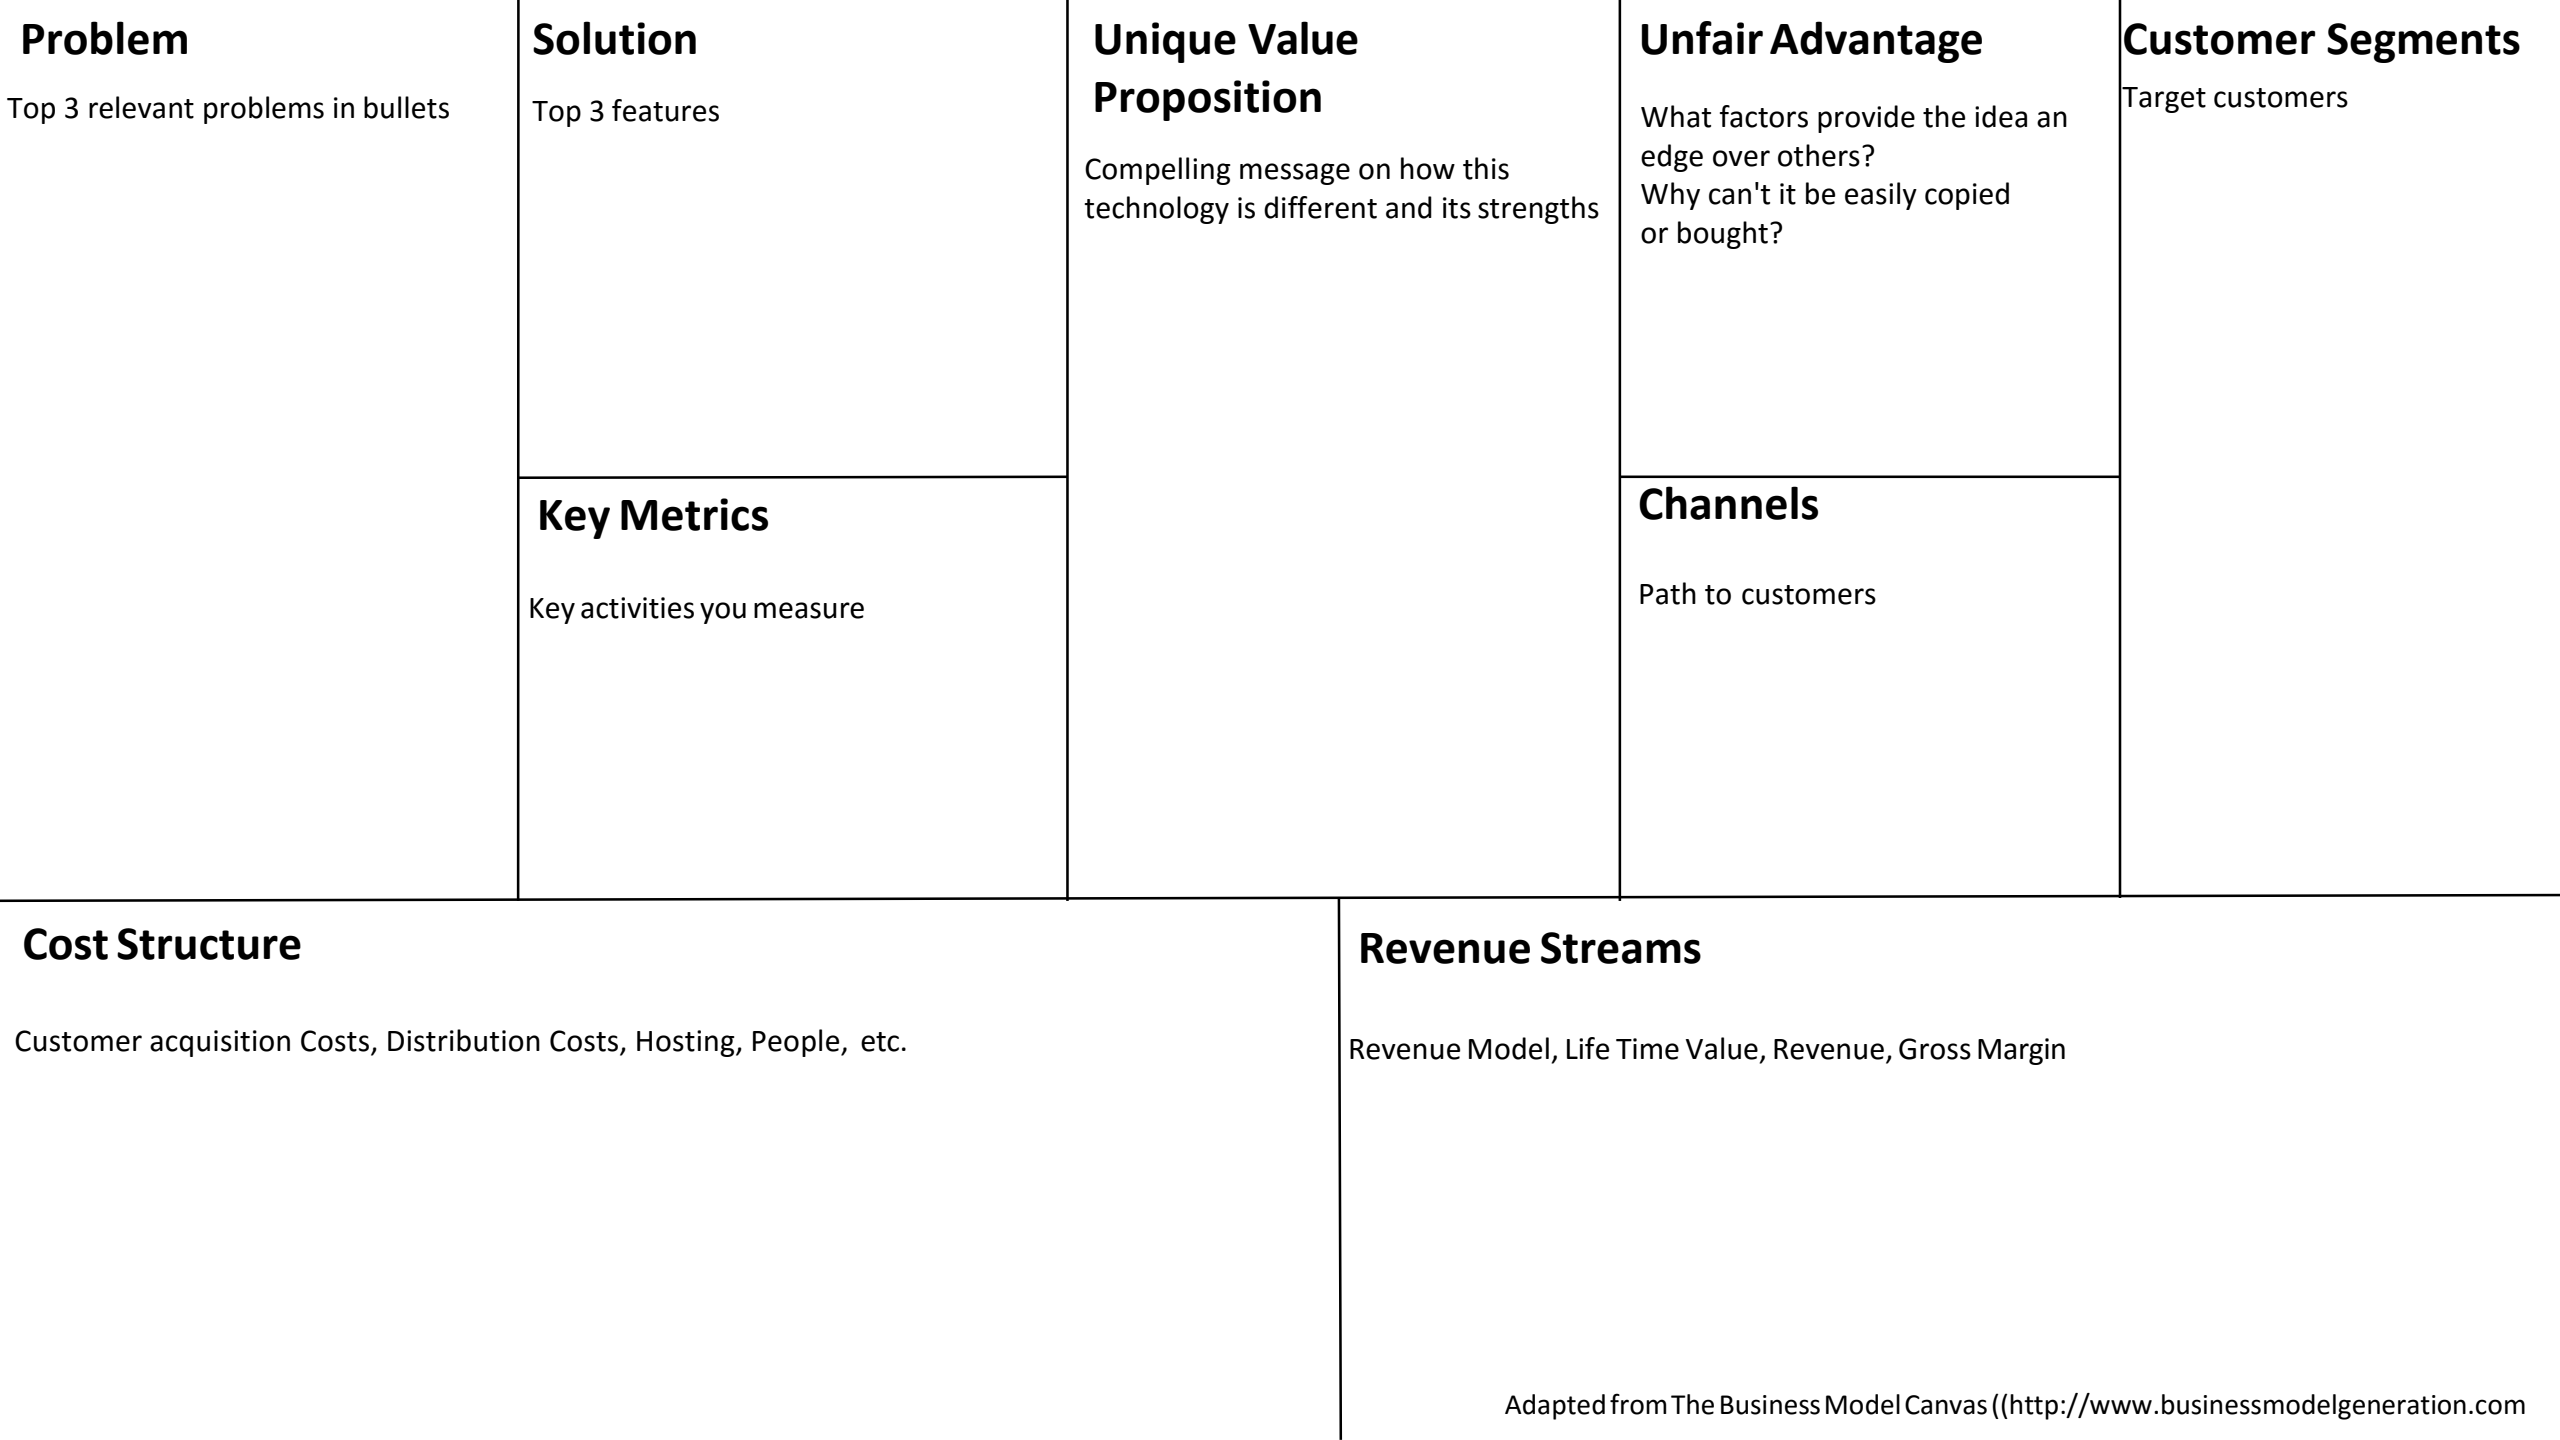 Problem
Top 3 relevant problems in bullets
Solution
Top 3 features
Key Metrics
Key activities you measure
Unique Value
Proposition
Compelling message on how this
technology is different and its strengths
Unfair Advantage
What factors provide the idea an
edge over others?
Why can't it be easily copied
or bought?
Channels
Path to customers
Customer Segments
Target customers
Cost Structure
Customer acquisition Costs, Distribution Costs, Hosting, People, etc.
Revenue Streams
Revenue Model, Life Time Value, Revenue, Gross Margin
Adapted from The Business Model Canvas ((http://www.businessmodelgeneration.com